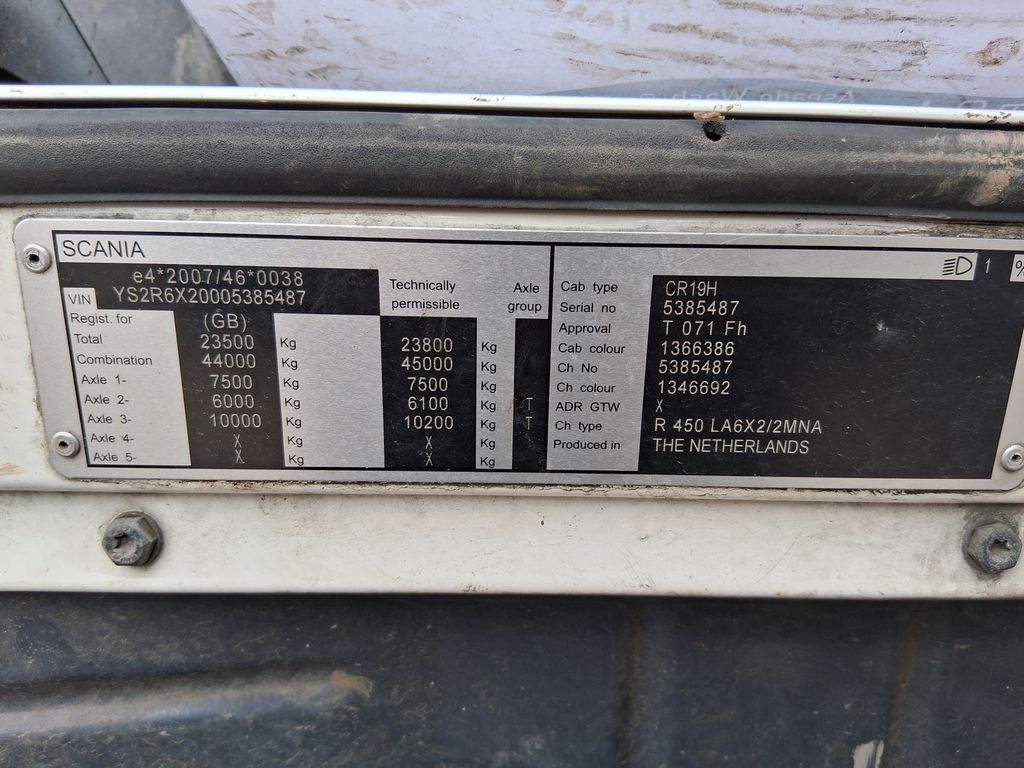 Ascado Wash
SCANIA
e4*2007/46*0038
VIN YS2R6X20005385487
Technically permissible
Axle group
Regist. for (GB)
Total 23500 Kg 23800 Kg
Combination 44000 Kg 45000 Kg
Axle 1- 7500 Kg 7500 Kg
Axle 2- 6000 Kg 6100 Kg T
Axle 3- 10000 Kg 10200 Kg T
Axle 4- X Kg X Kg
Axle 5- X Kg X Kg
1 %
Cab type CR19H
Serial no 5385487
Approval T 071 Fh
Cab colour 1366386
Ch No 5385487
Ch colour 1346692
ADR GTW X
Ch type R 450 LA6X2/2MNA
Produced in THE NETHERLANDS